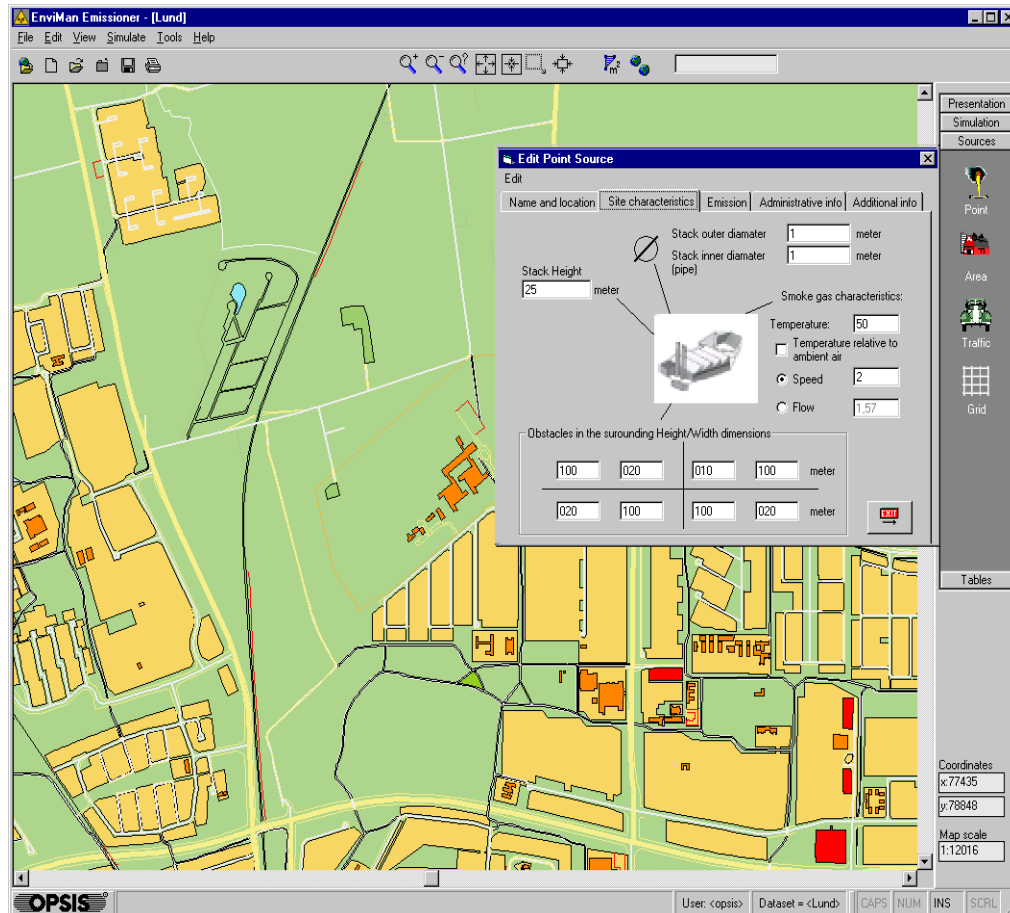 EnviMan Emissioner - [Lund]
File Edit View Simulate Tools Help
m²
Presentation
Simulation
Sources
Point
Area
Traffic
Grid
Tables
Edit Point Source
Edit
Name and location Site characteristics Emission Administrative info Additional info
Stack outer diamater 1 meter
Stack inner diamater 1 meter
(pipe)
Stack Height
25 meter
Smoke gas characteristics:
Temperature: 50
Temperature relative to
ambient air
Speed 2
Flow 1,57
Obstacles in the surounding Height/Width dimensions
100 020 010 100 meter
020 100 100 020 meter
EXIT
Coordinates
x:77435
y:78848
Map scale
1:12016
OPSIS User: <opsis> Dataset = <Lund> CAPS NUM INS SCRL